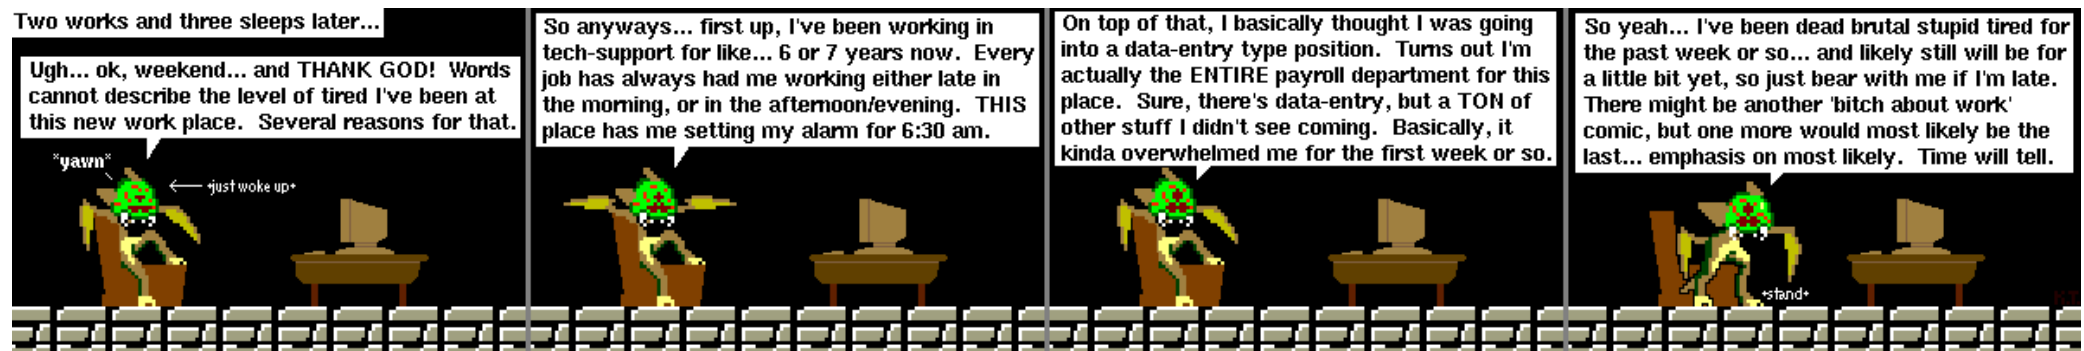 Two works and three sleeps later...
Ugh... ok, weekend... and THANK GOD!  Words
cannot describe the level of tired I've been at
this new work place.  Several reasons for that.
*yawn*
*just woke up*
So anyways... first up, I've been working in
tech-support for like... 6 or 7 years now.  Every
job has always had me working either late in
the morning, or in the afternoon/evening.  THIS
place has me setting my alarm for 6:30 am.
On top of that, I basically thought I was going
into a data-entry type position.  Turns out I'm
actually the ENTIRE payroll department for this
place.  Sure, there's data-entry, but a TON of
other stuff I didn't see coming.  Basically, it
kinda overwhelmed me for the first week or so.
So yeah... I've been dead brutal stupid tired for
the past week or so... and likely still will be for
a little bit yet, so just bear with me if I'm late.
There might be another 'bitch about work'
comic, but one more would most likely be the
last... emphasis on most likely.  Time will tell.
*stand*